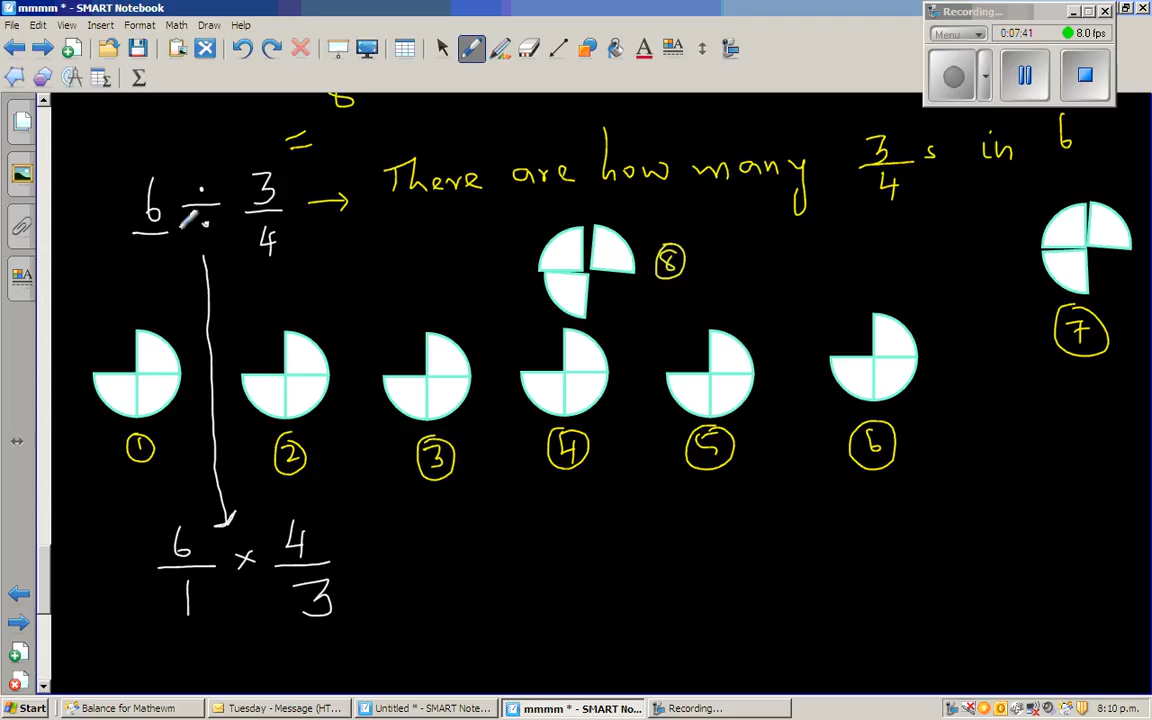 mmmm * - SMART Notebook
Recording...
File Edit View Insert Format Math Draw Help
Menu 0:07:41 8.0 fps
8
=
6 ÷ 3/4 → There are how many 3/4 s in 6
8
7
1 2 3 4 5 6
6/1 × 4/3
Start Balance for Mathewm Tuesday - Message (HT... Untitled * - SMART Note... mmmm * - SMART No... Recording... 8:10 p.m.